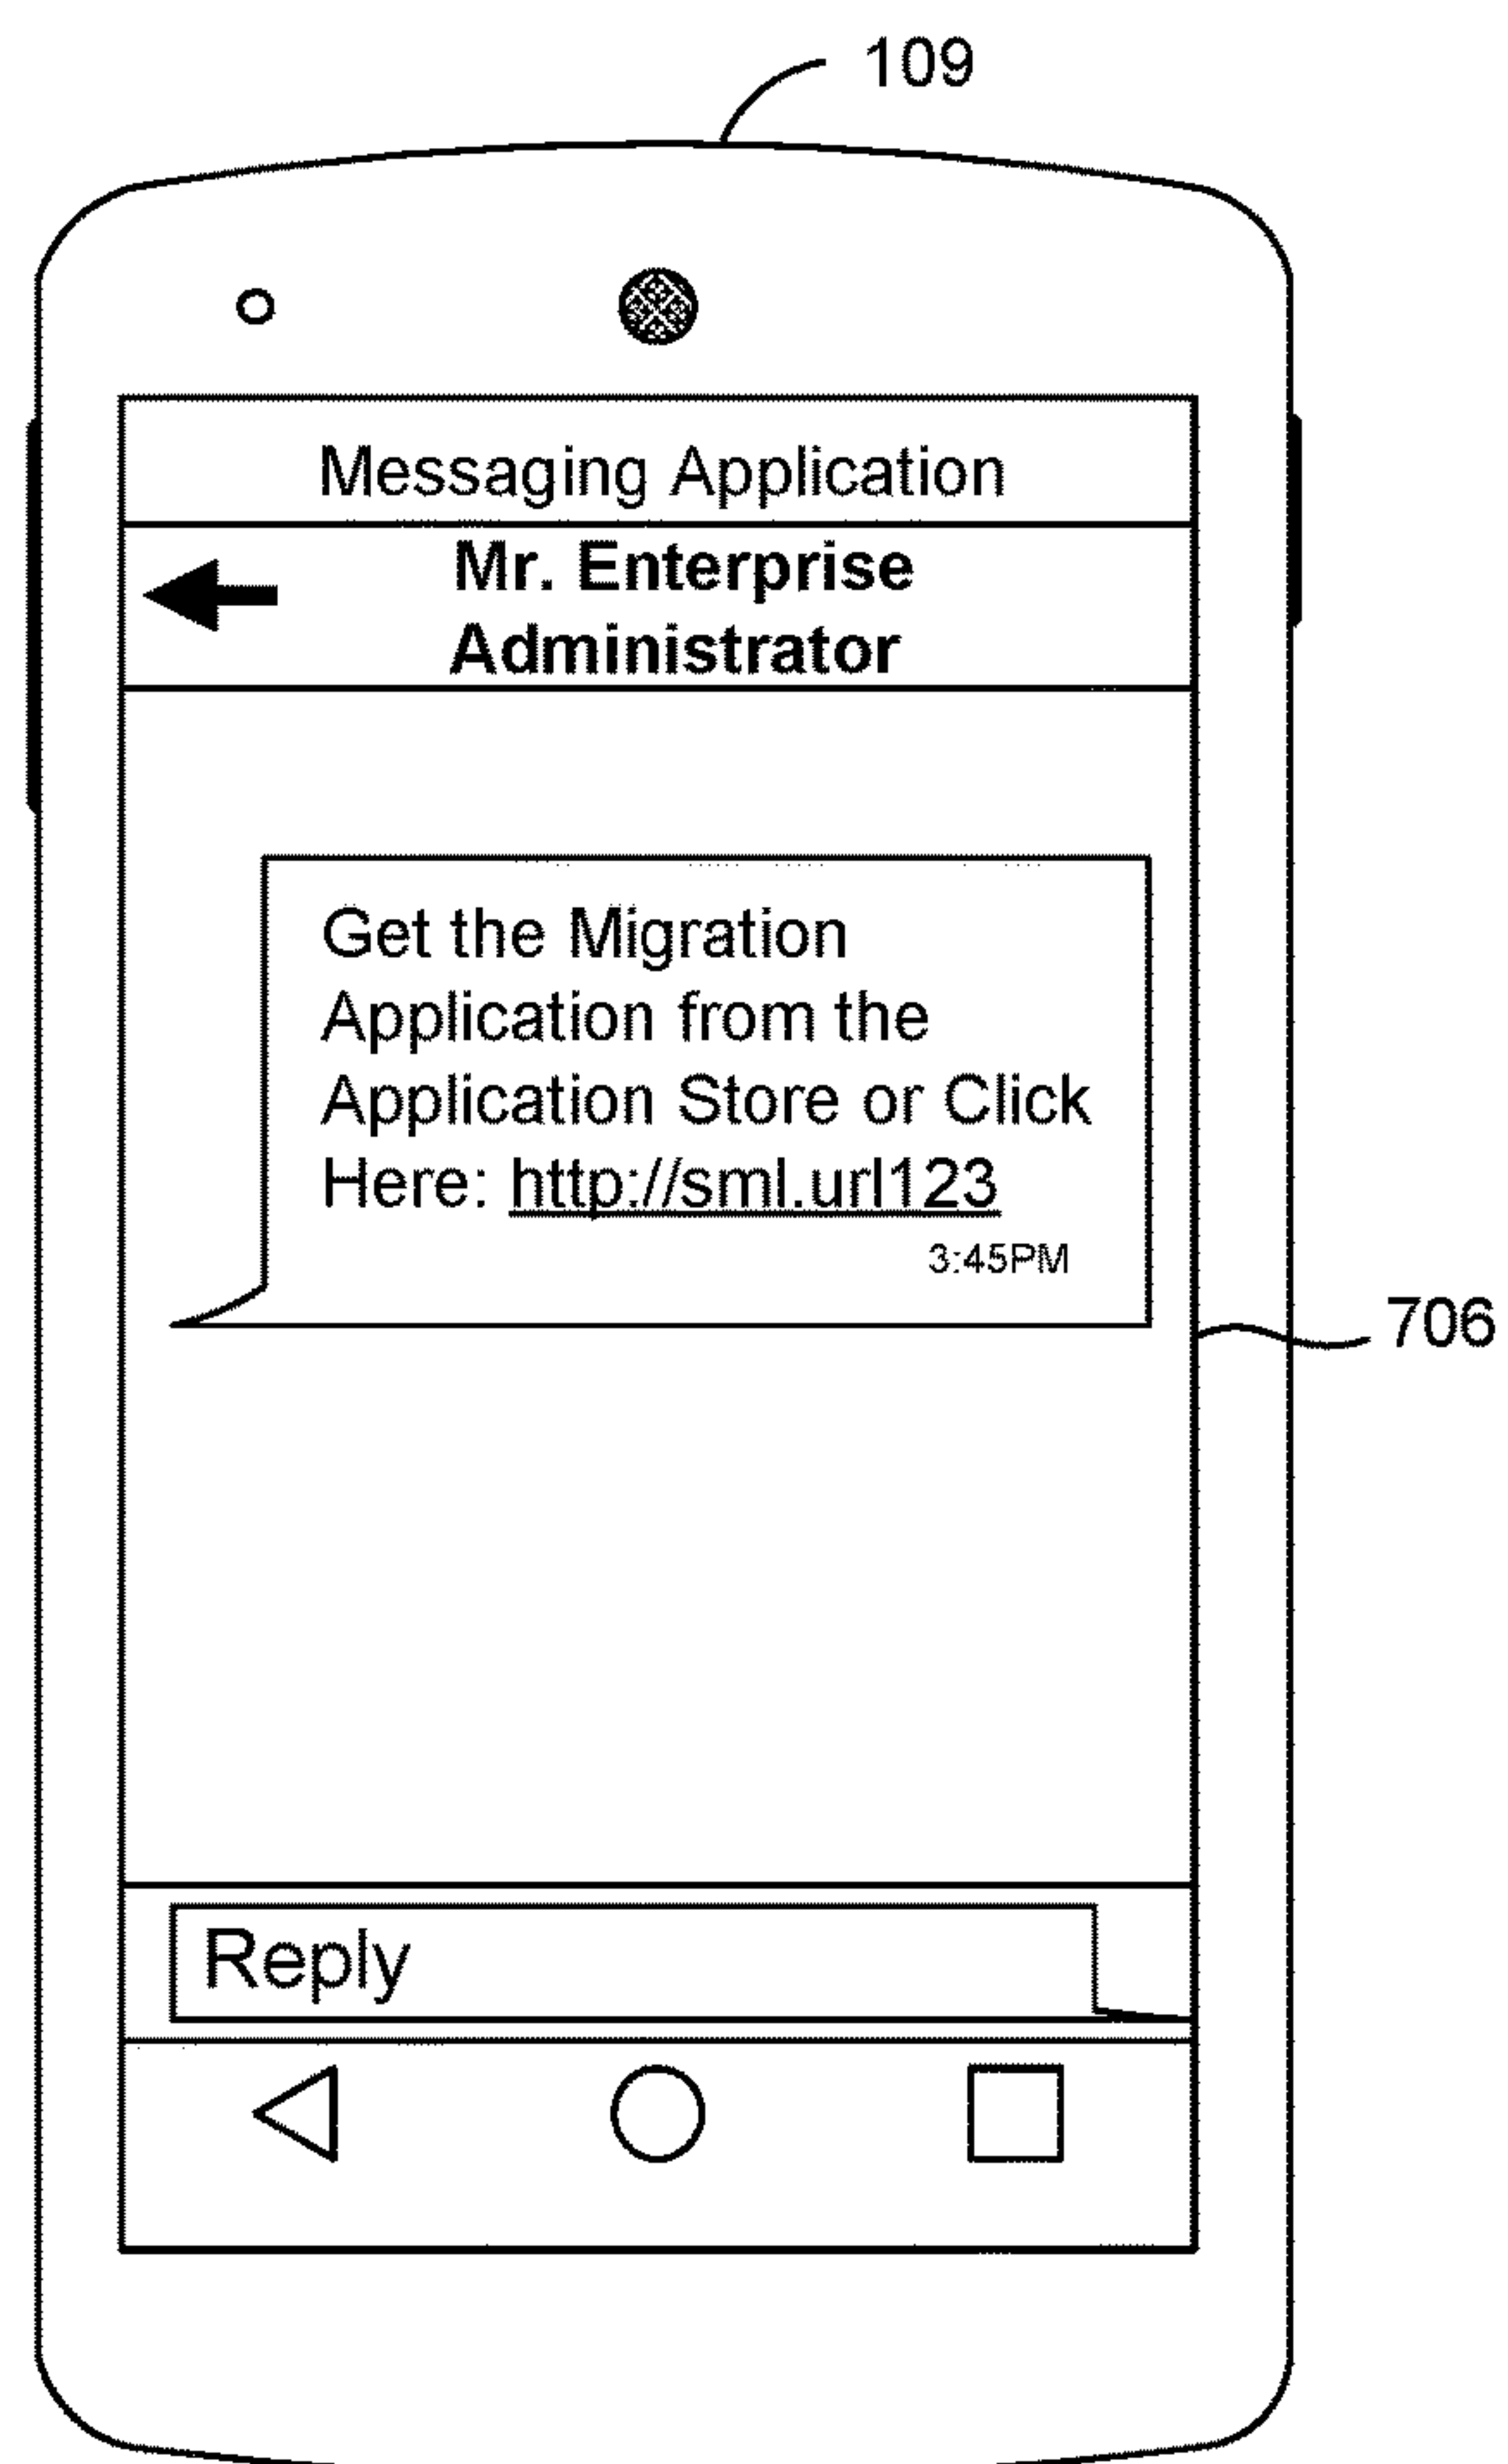 109
Messaging Application
Mr. Enterprise
Administrator
Get the Migration
Application from the
Application Store or Click
Here: http://sml.url123
3:45PM
706
Reply